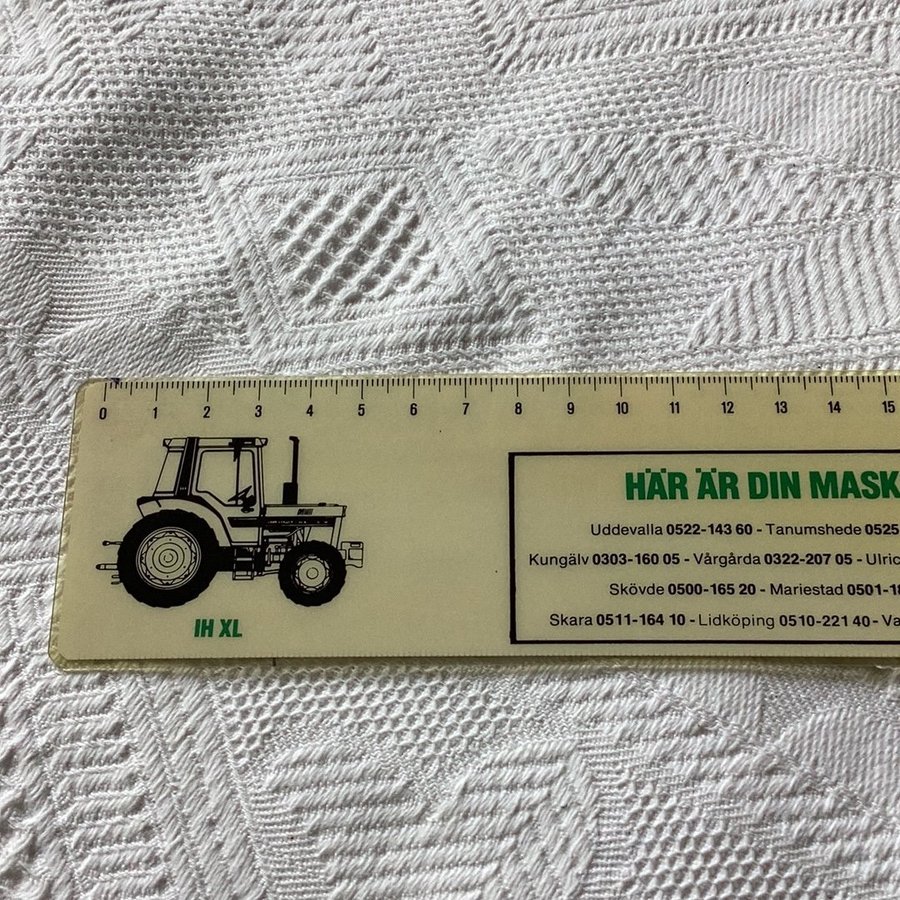 0 1 2 3 4 5 6 7 8 9 10 11 12 13 14 15
HÄR ÄR DIN MASK
Uddevalla 0522-143 60 - Tanumshede 0525
Kungälv 0303-160 05 - Vårgårda 0322-207 05 - Ulric
Skövde 0500-165 20 - Mariestad 0501-18
Skara 0511-164 10 - Lidköping 0510-221 40 - Va
IH XL